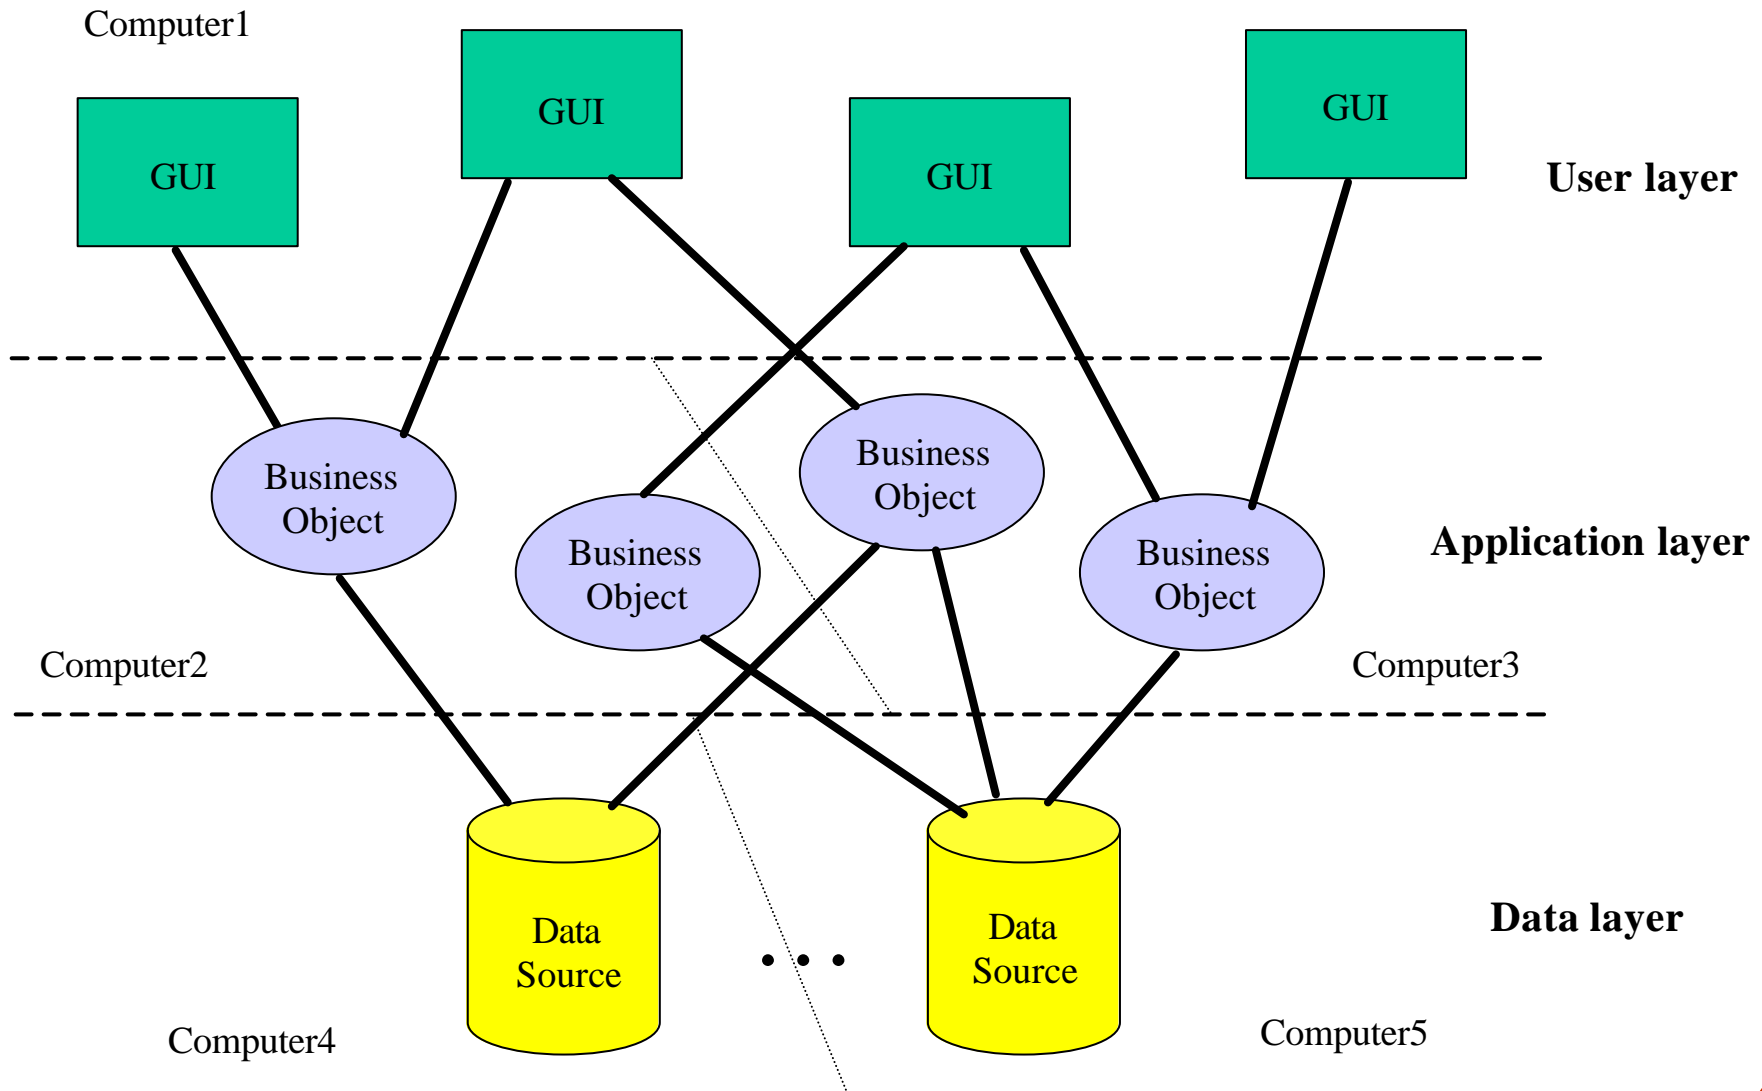 Computer1
GUI
GUI
GUI
GUI
User layer
Business
Object
Business
Object
Business
Object
Business
Object
Application layer
Computer2
Computer3
Data
Source
• • •
Data
Source
Data layer
Computer4
Computer5